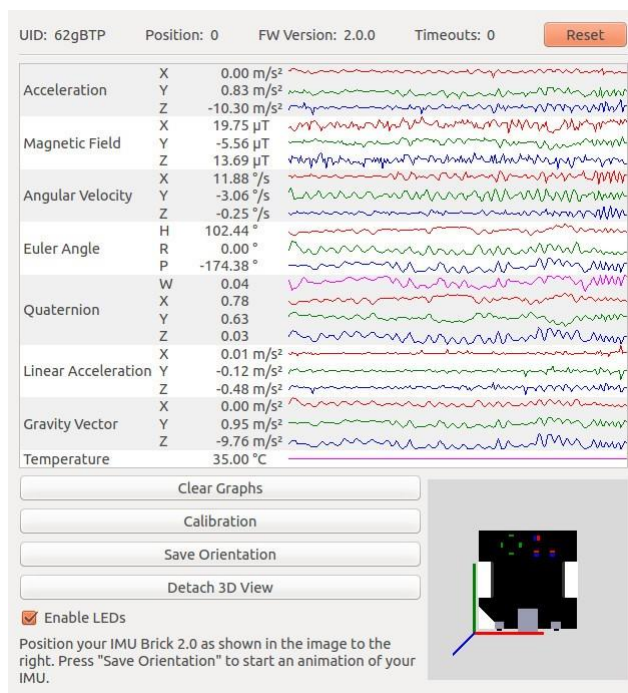 UID: 62gBTP Position: 0 FW Version: 2.0.0 Timeouts: 0 Reset
Acceleration X 0.00 m/s²
Y 0.83 m/s²
Z -10.30 m/s²
Magnetic Field X 19.75 µT
Y -5.56 µT
Z 13.69 µT
Angular Velocity X 11.88 °/s
Y -3.06 °/s
Z -0.25 °/s
Euler Angle H 102.44 °
R 0.00 °
P -174.38 °
Quaternion W 0.04
X 0.78
Y 0.63
Z 0.03
Linear Acceleration X 0.01 m/s²
Y -0.12 m/s²
Z -0.48 m/s²
Gravity Vector X 0.00 m/s²
Y 0.95 m/s²
Z -9.76 m/s²
Temperature 35.00 °C
Clear Graphs
Calibration
Save Orientation
Detach 3D View
Enable LEDs
Position your IMU Brick 2.0 as shown in the image to the
right. Press "Save Orientation" to start an animation of your
IMU.